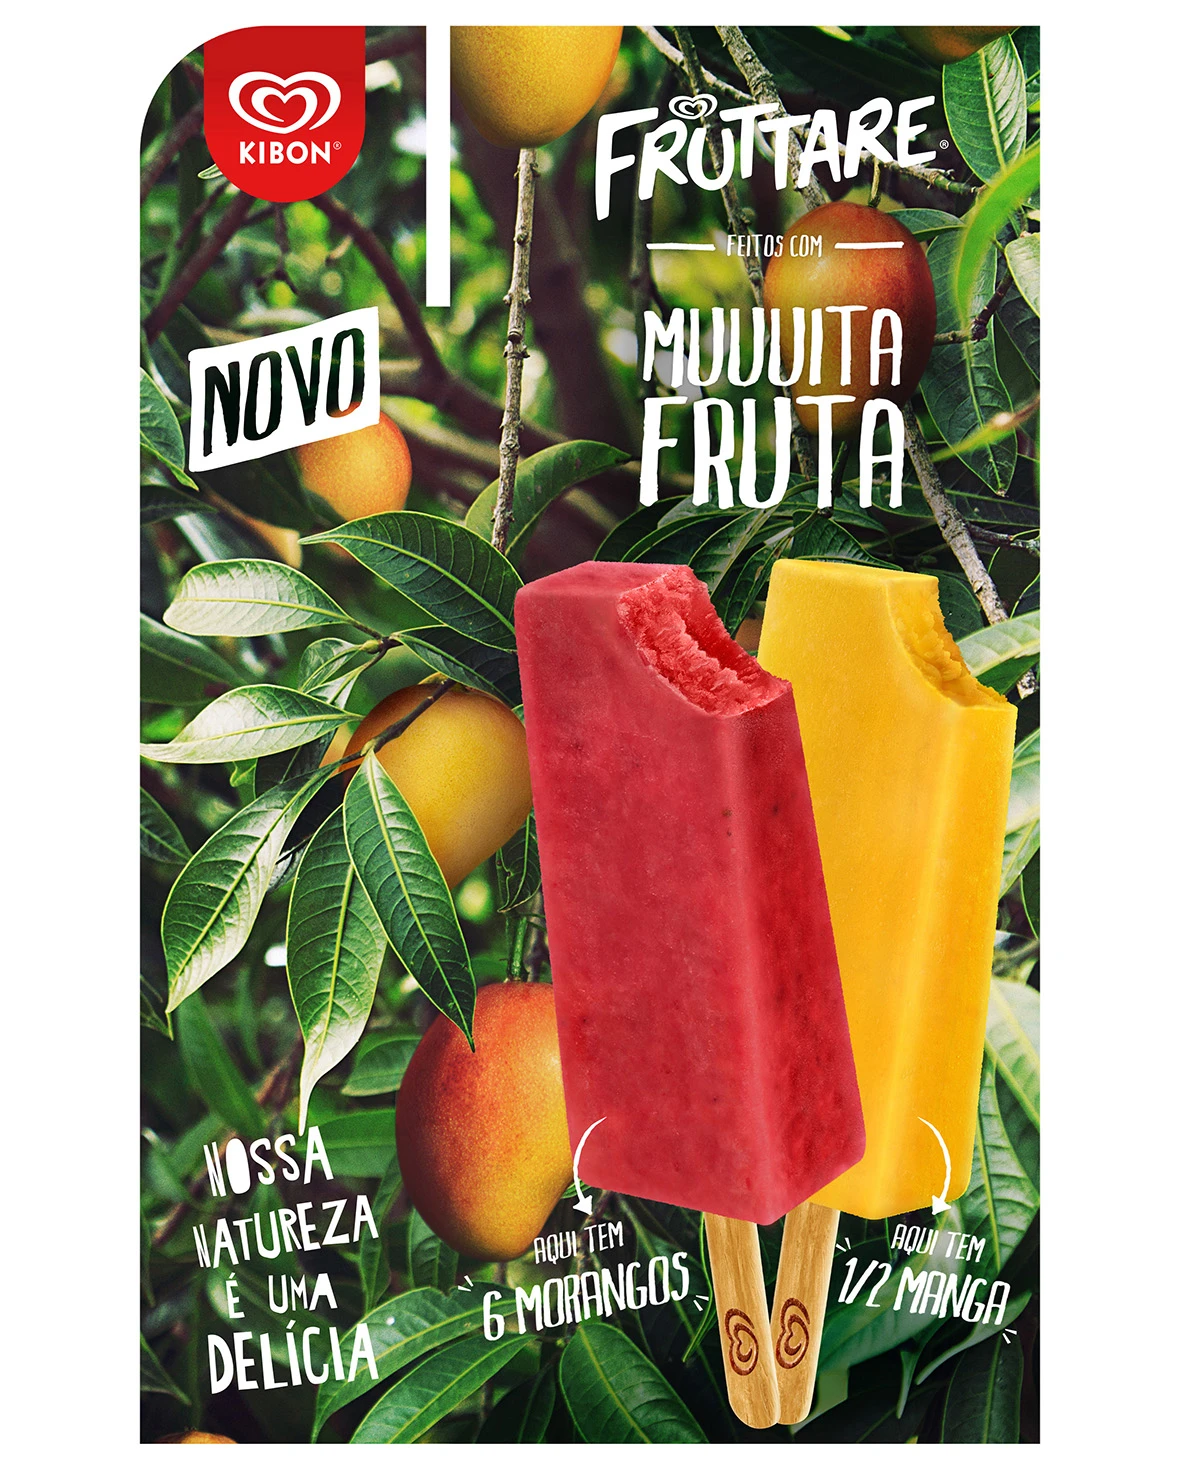 KIBON®
FRUTTARE®
FEITOS COM
MUUUITA
FRUTA
NOVO
NOSSA
NATUREZA
É UMA
DELÍCIA
AQUI TEM
6 MORANGOS
AQUI TEM
1/2 MANGA